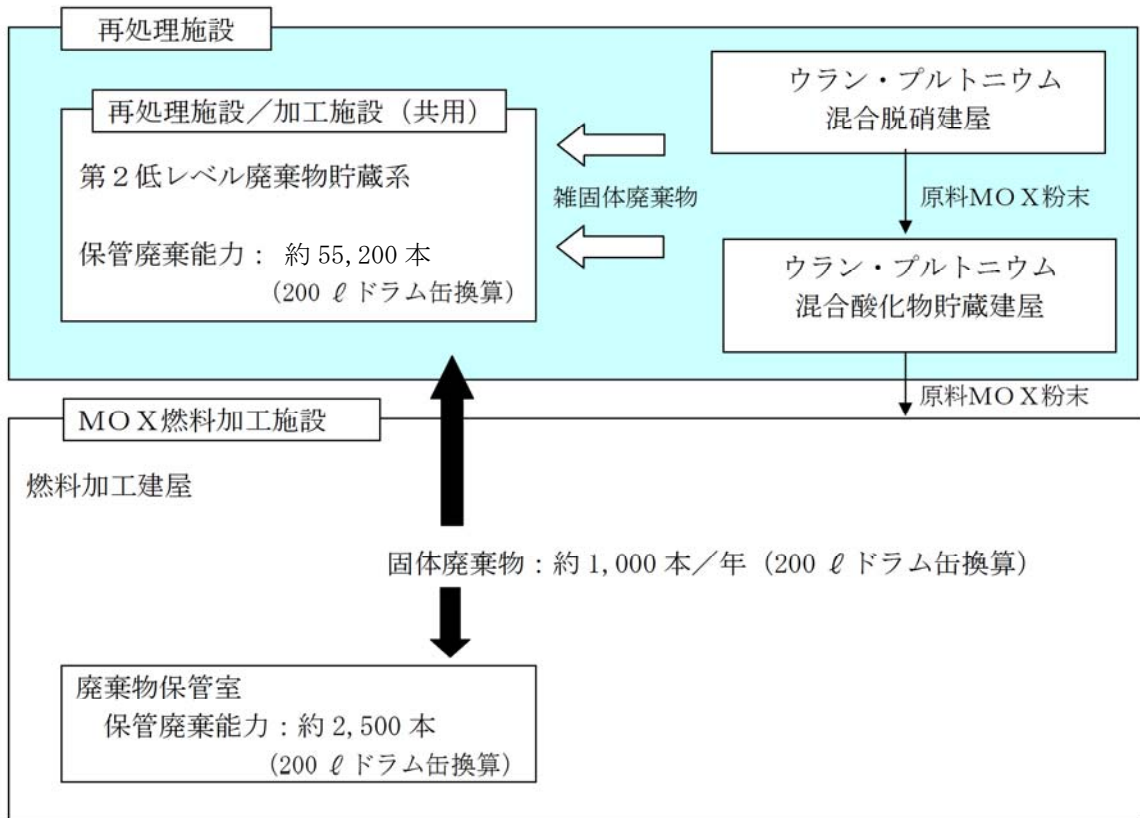 再処理施設
再処理施設／加工施設（共用）
第２低レベル廃棄物貯蔵系
保管廃棄能力： 約 55,200 本
（200 ℓ ドラム缶換算）
雑固体廃棄物
ウラン・プルトニウム
混合脱硝建屋
原料ＭＯＸ粉末
ウラン・プルトニウム
混合酸化物貯蔵建屋
原料ＭＯＸ粉末
ＭＯＸ燃料加工施設
燃料加工建屋
固体廃棄物：約 1,000 本／年（200 ℓ ドラム缶換算）
廃棄物保管室
保管廃棄能力：約 2,500 本
（200 ℓ ドラム缶換算）